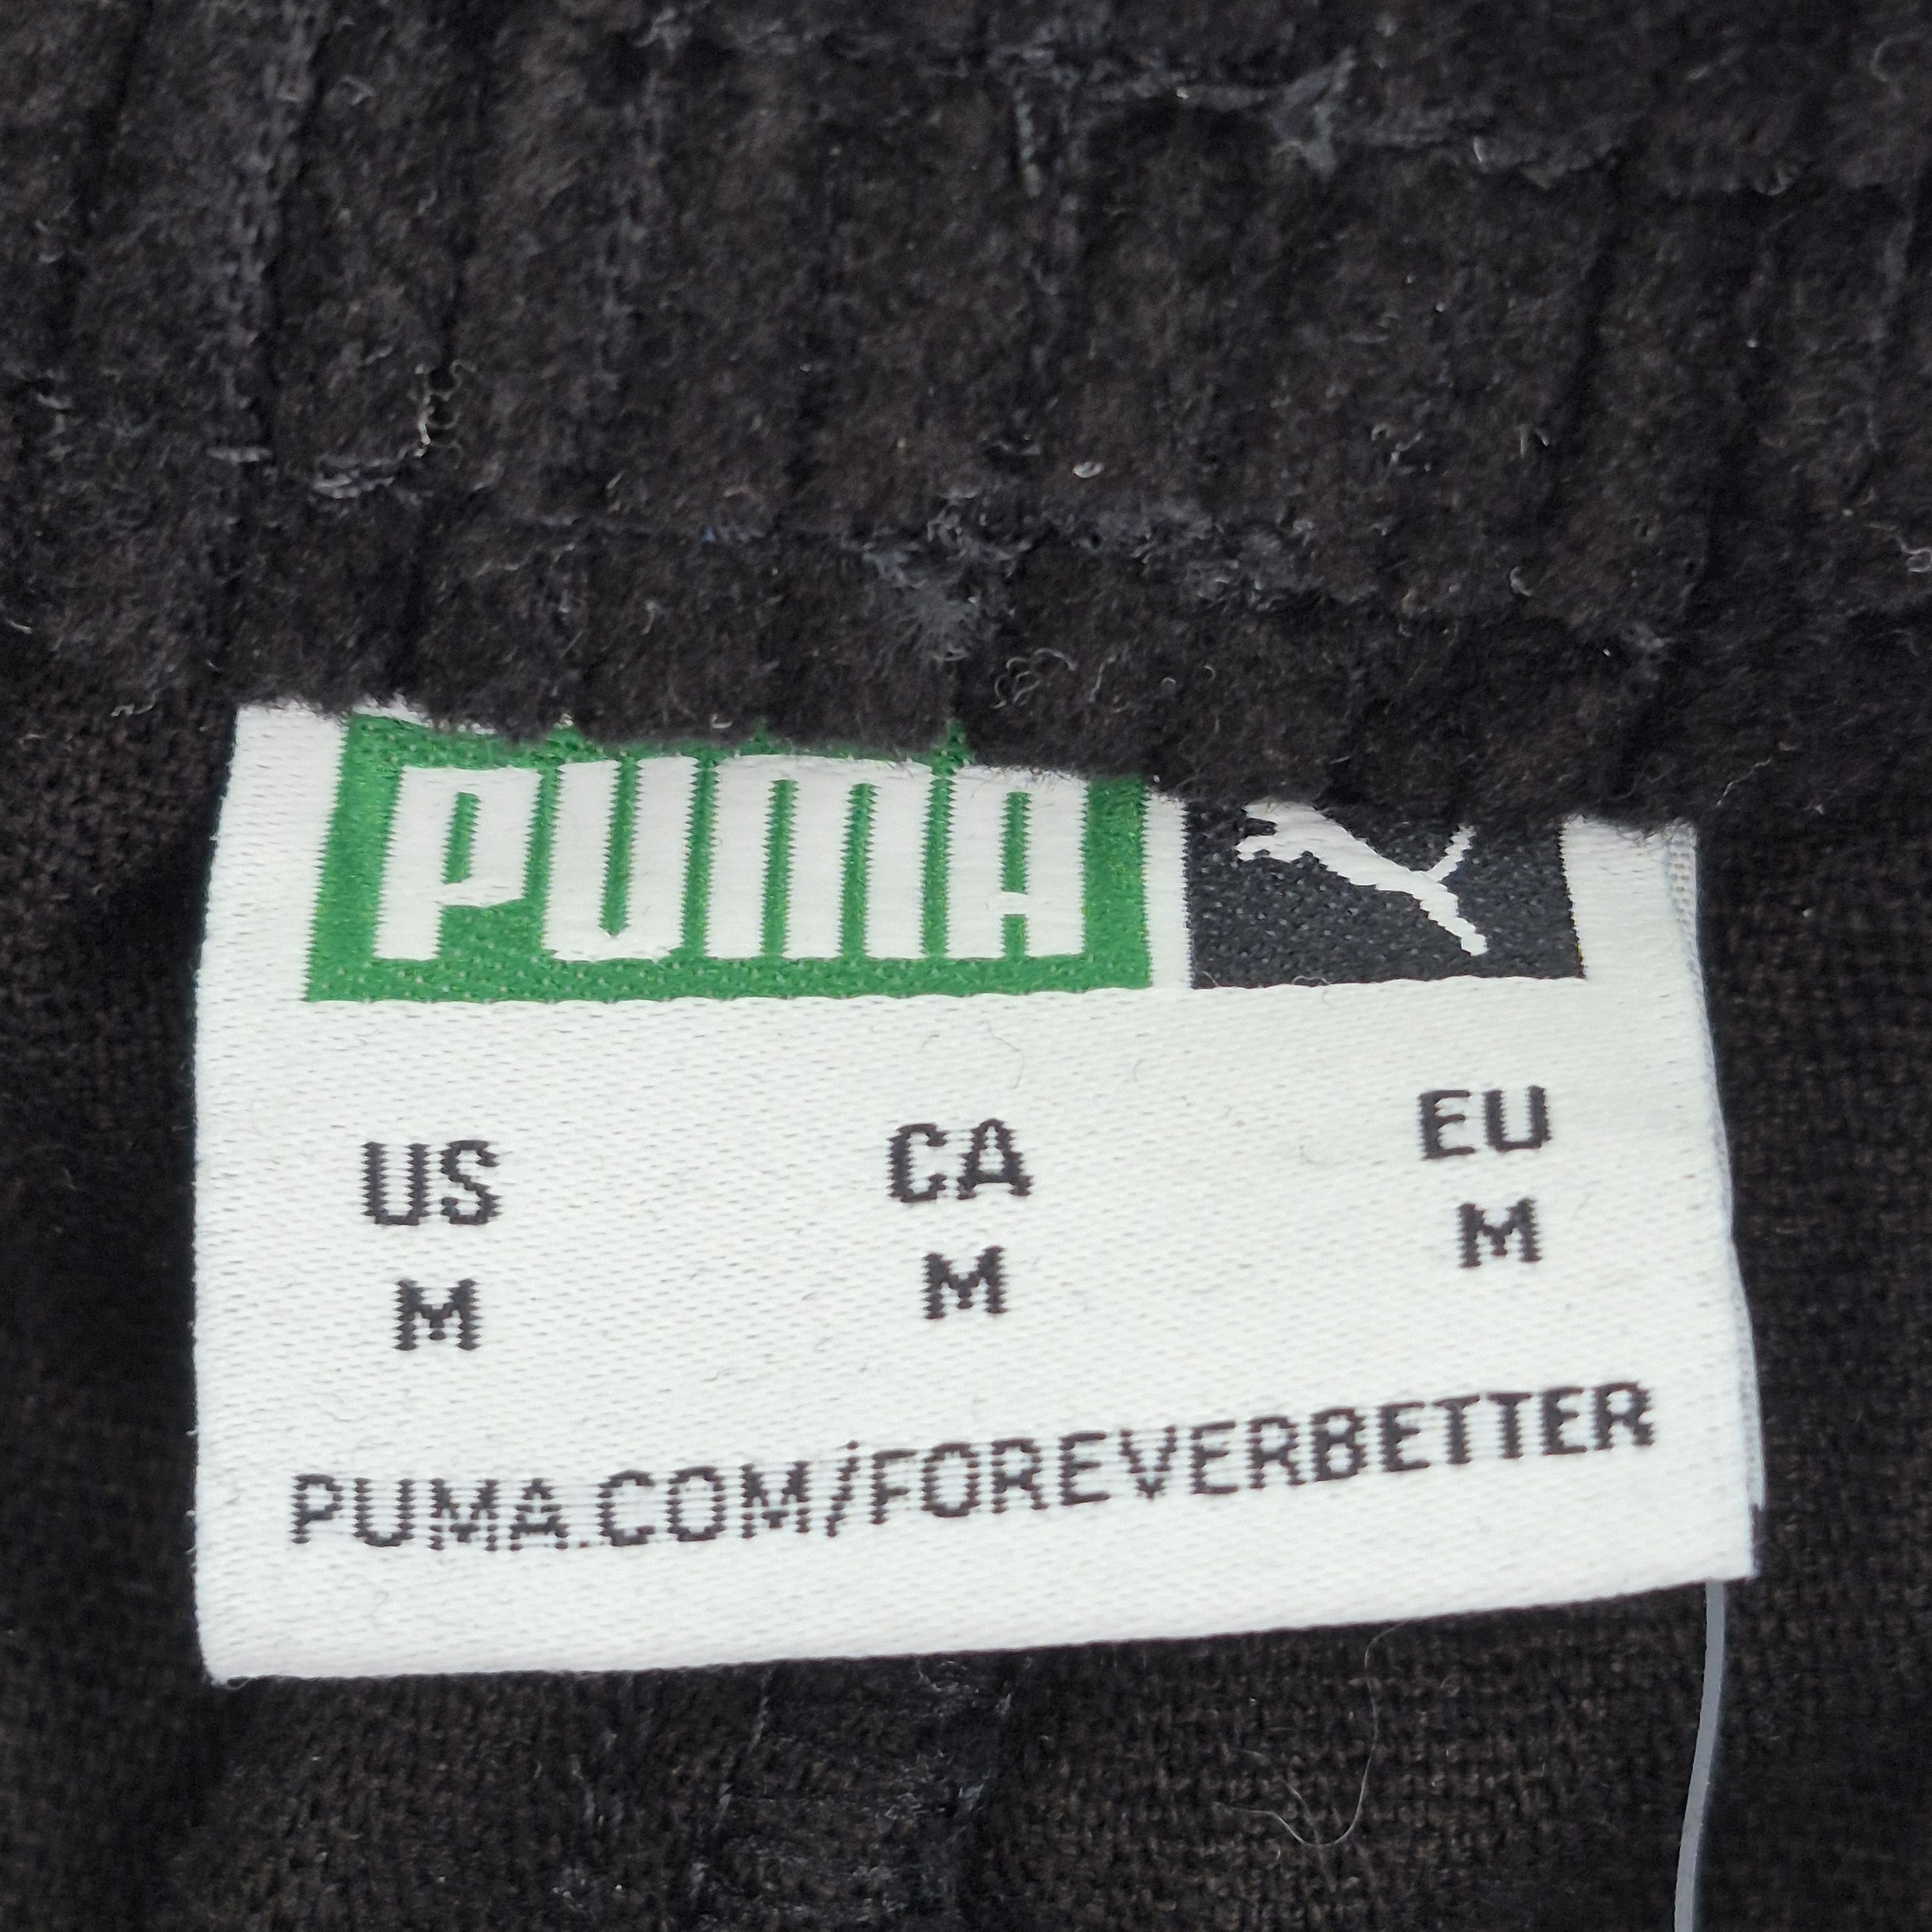 PUMA
US CA EU
M M M
PUMA.COM/FOREVERBETTER